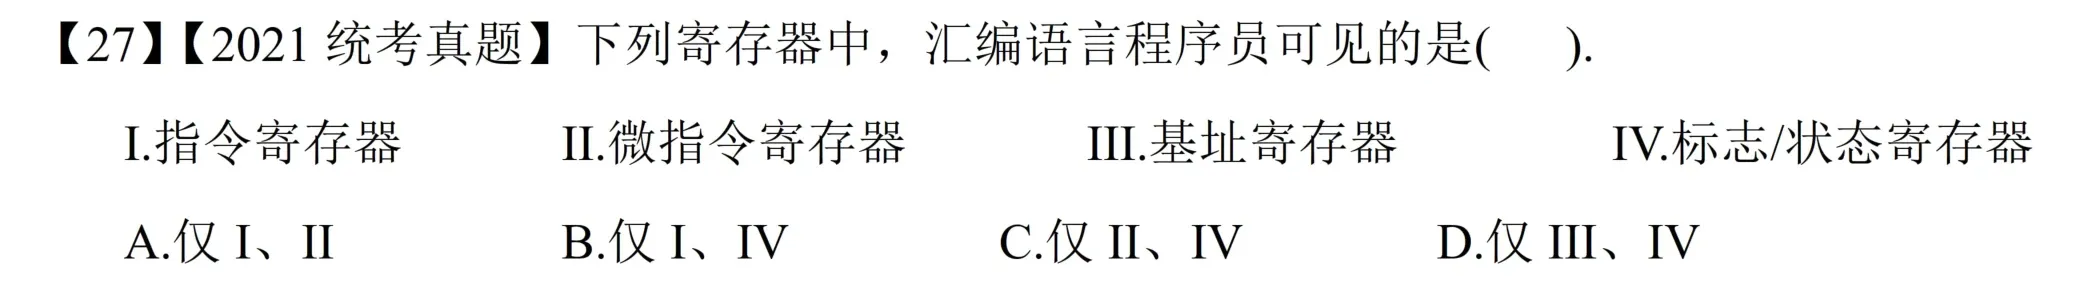 【27】【2021 统考真题】下列寄存器中，汇编语言程序员可见的是(  ).
I.指令寄存器 II.微指令寄存器 III.基址寄存器 IV.标志/状态寄存器
A.仅 I、II B.仅 I、IV C.仅 II、IV D.仅 III、IV